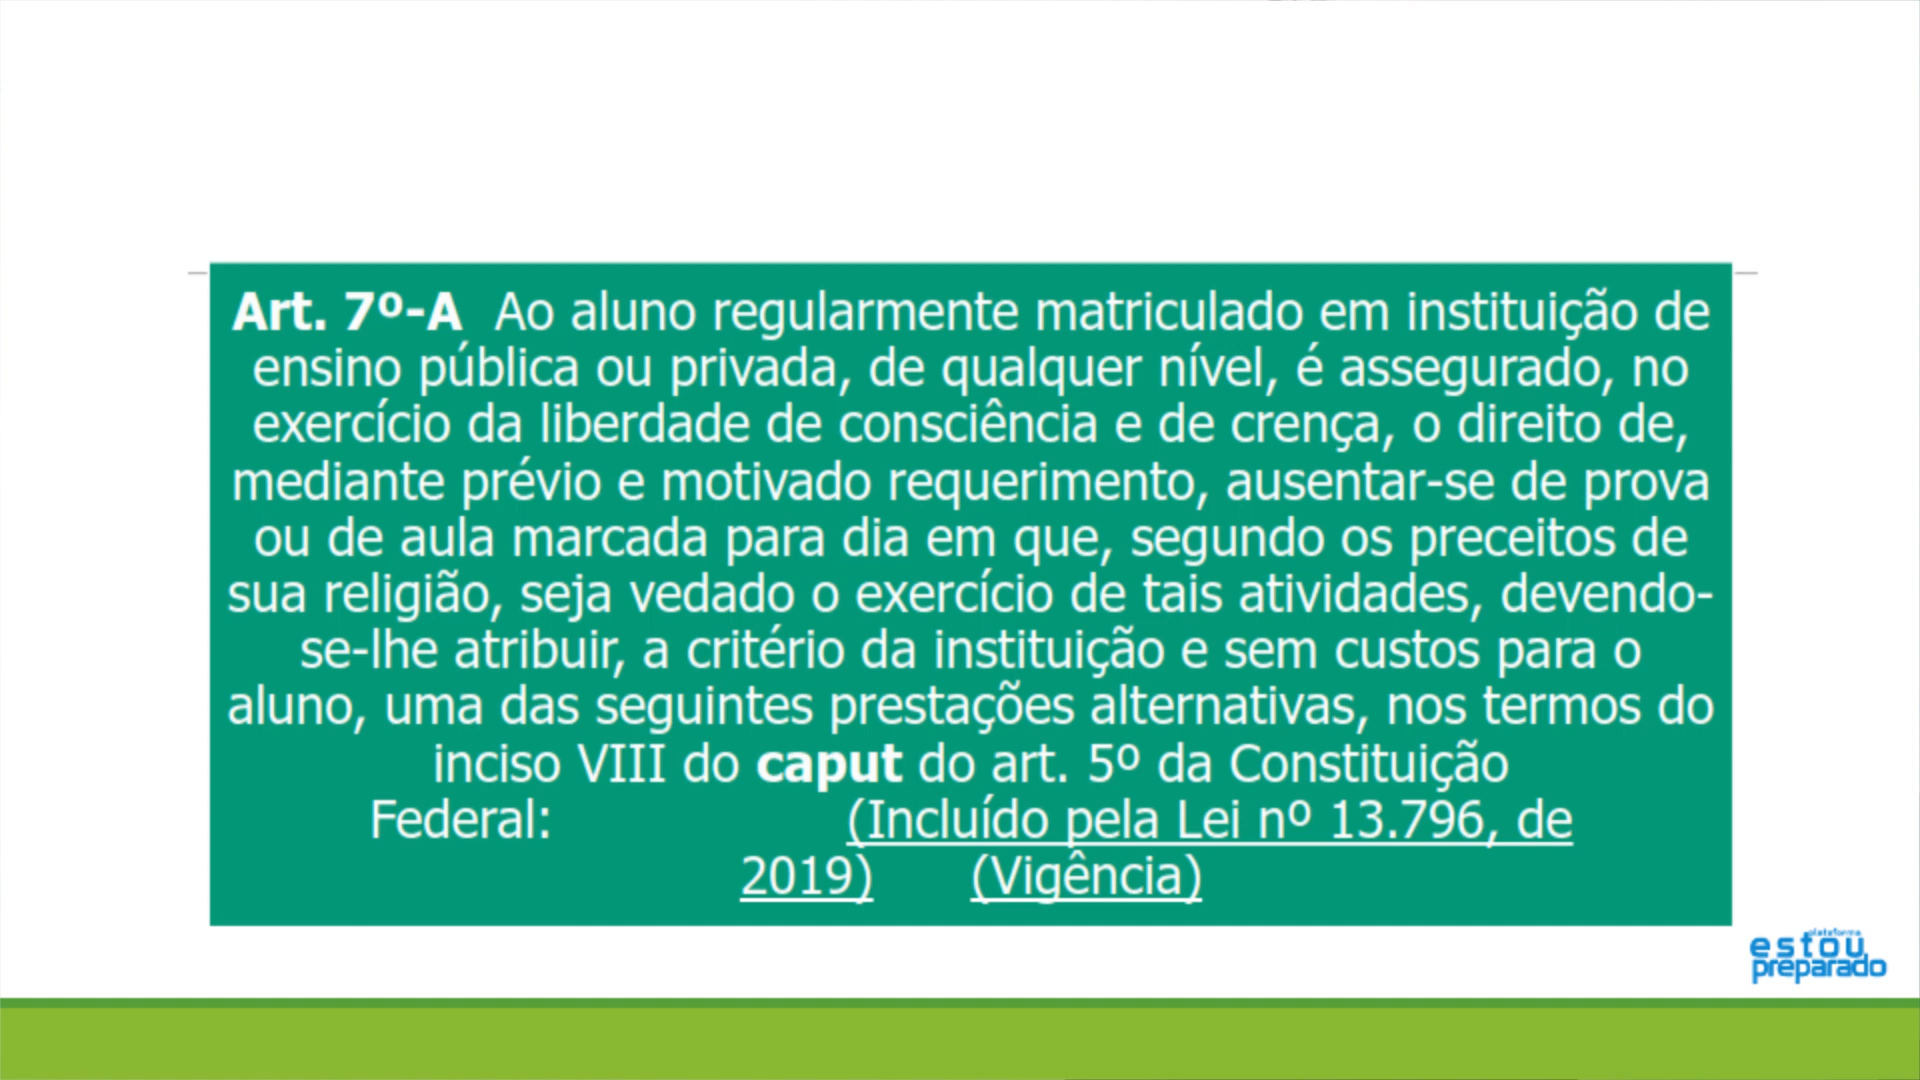 Art. 7º-A  Ao aluno regularmente matriculado em instituição de
ensino pública ou privada, de qualquer nível, é assegurado, no
exercício da liberdade de consciência e de crença, o direito de,
mediante prévio e motivado requerimento, ausentar-se de prova
ou de aula marcada para dia em que, segundo os preceitos de
sua religião, seja vedado o exercício de tais atividades, devendo-
se-lhe atribuir, a critério da instituição e sem custos para o
aluno, uma das seguintes prestações alternativas, nos termos do
inciso VIII do caput do art. 5º da Constituição
Federal: (Incluído pela Lei nº 13.796, de
2019) (Vigência)
plataforma
estou
preparado